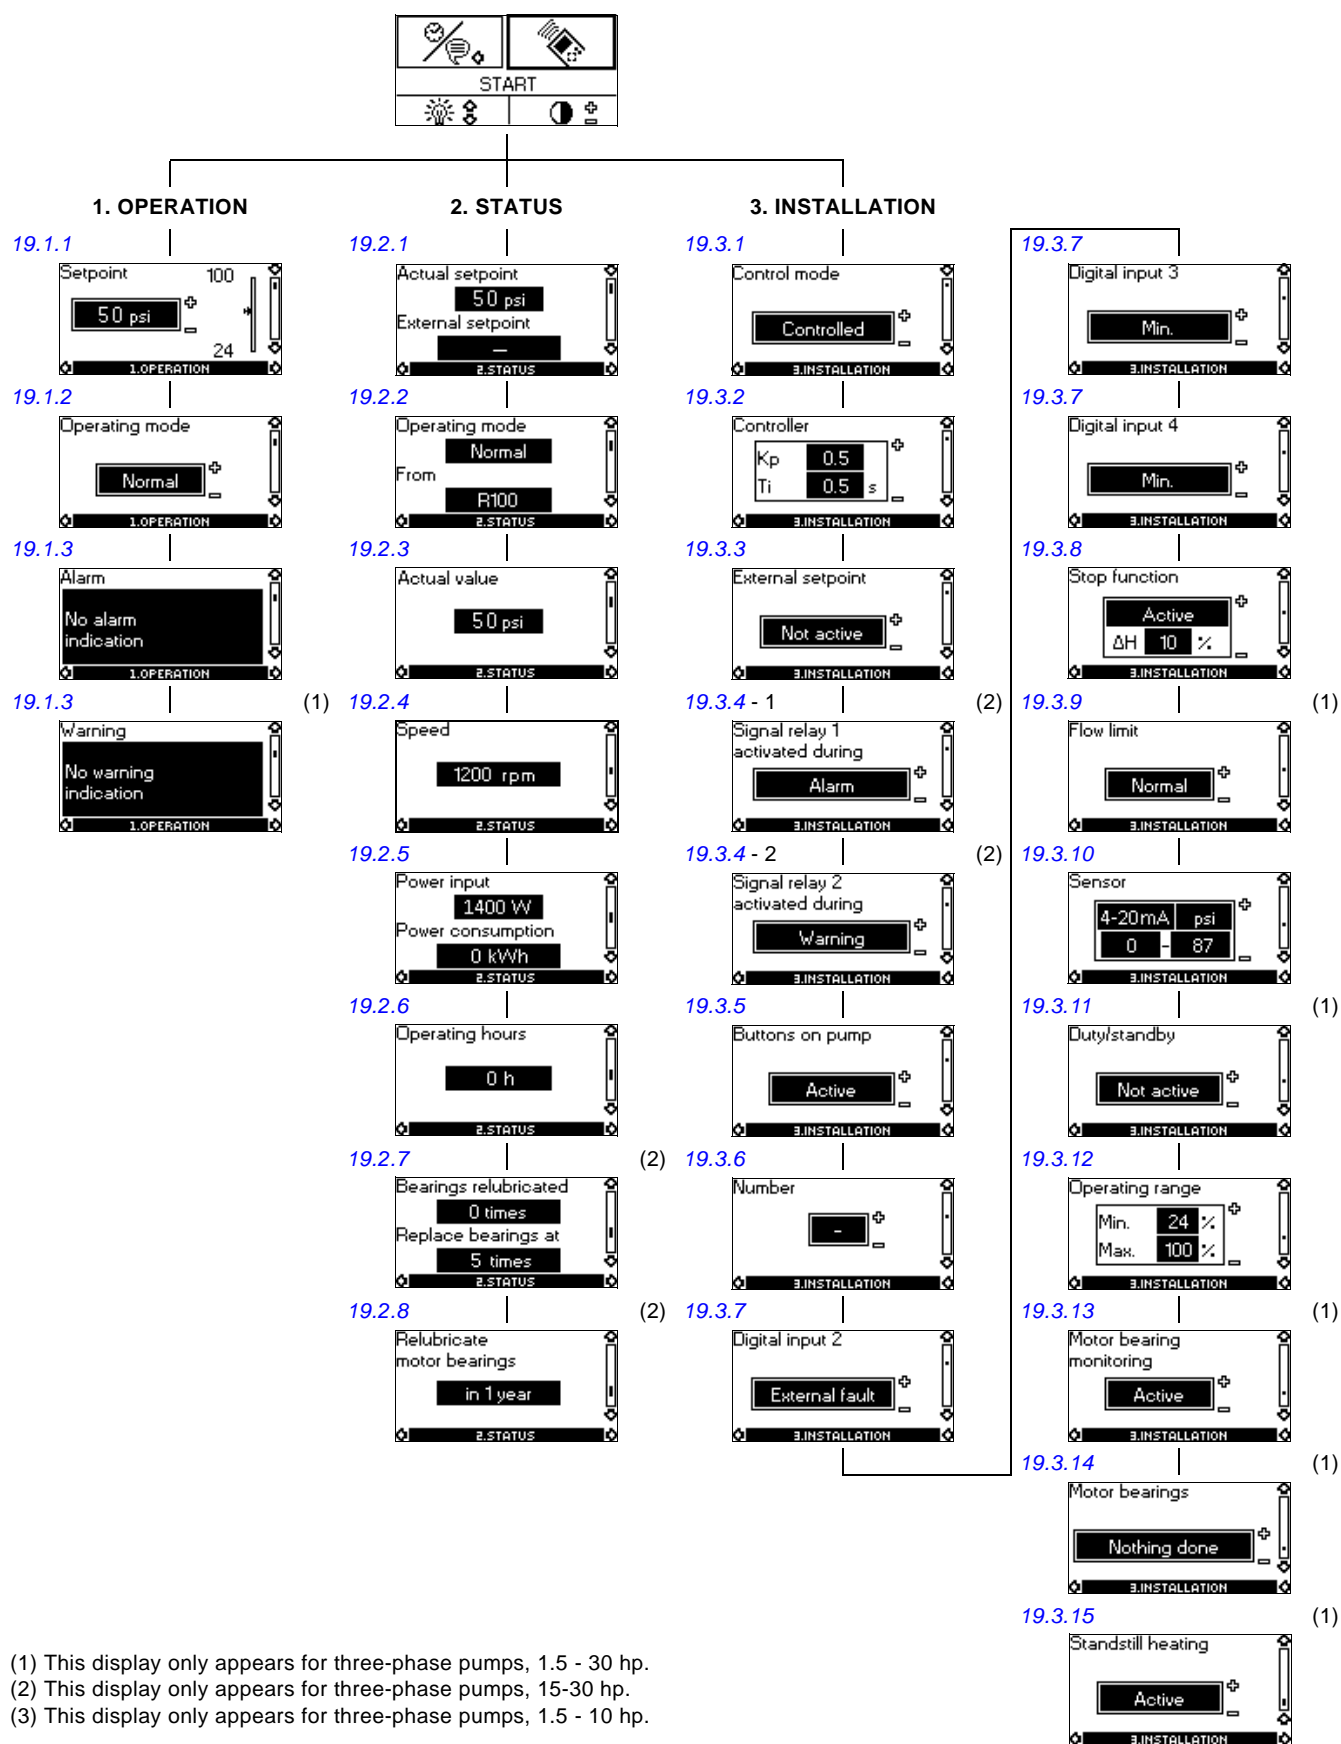 START
1. OPERATION
2. STATUS
3. INSTALLATION
19.1.1
Setpoint
100
50 psi
24
1.OPERATION
19.1.2
Operating mode
Normal
1.OPERATION
19.1.3
Alarm
No alarm
indication
1.OPERATION
19.1.3 (1)
Warning
No warning
indication
1.OPERATION
19.2.1
Actual setpoint
50 psi
External setpoint
–
2.STATUS
19.2.2
Operating mode
Normal
From
R100
2.STATUS
19.2.3
Actual value
50 psi
2.STATUS
19.2.4
Speed
1200 rpm
2.STATUS
19.2.5
Power input
1400 W
Power consumption
0 kWh
2.STATUS
19.2.6
Operating hours
0 h
2.STATUS
19.2.7 (2)
Bearings relubricated
0 times
Replace bearings at
5 times
2.STATUS
19.2.8 (2)
Relubricate
motor bearings
in 1 year
2.STATUS
19.3.1
Control mode
Controlled
3.INSTALLATION
19.3.2
Controller
Kp 0.5
Ti 0.5 s
3.INSTALLATION
19.3.3
External setpoint
Not active
3.INSTALLATION
19.3.4 - 1 (2)
Signal relay 1
activated during
Alarm
3.INSTALLATION
19.3.4 - 2 (2)
Signal relay 2
activated during
Warning
3.INSTALLATION
19.3.5
Buttons on pump
Active
3.INSTALLATION
19.3.6
Number
-
3.INSTALLATION
19.3.7
Digital input 2
External fault
3.INSTALLATION
19.3.7
Digital input 3
Min.
3.INSTALLATION
19.3.7
Digital input 4
Min.
3.INSTALLATION
19.3.8
Stop function
Active
ΔH 10 %
3.INSTALLATION
19.3.9 (1)
Flow limit
Normal
3.INSTALLATION
19.3.10
Sensor
4-20mA psi
0 - 87
3.INSTALLATION
19.3.11 (1)
Duty/standby
Not active
3.INSTALLATION
19.3.12
Operating range
Min. 24 %
Max. 100 %
3.INSTALLATION
19.3.13 (1)
Motor bearing
monitoring
Active
3.INSTALLATION
19.3.14 (1)
Motor bearings
Nothing done
3.INSTALLATION
19.3.15 (1)
Standstill heating
Active
3.INSTALLATION
(1) This display only appears for three-phase pumps, 1.5 - 30 hp.
(2) This display only appears for three-phase pumps, 15-30 hp.
(3) This display only appears for three-phase pumps, 1.5 - 10 hp.